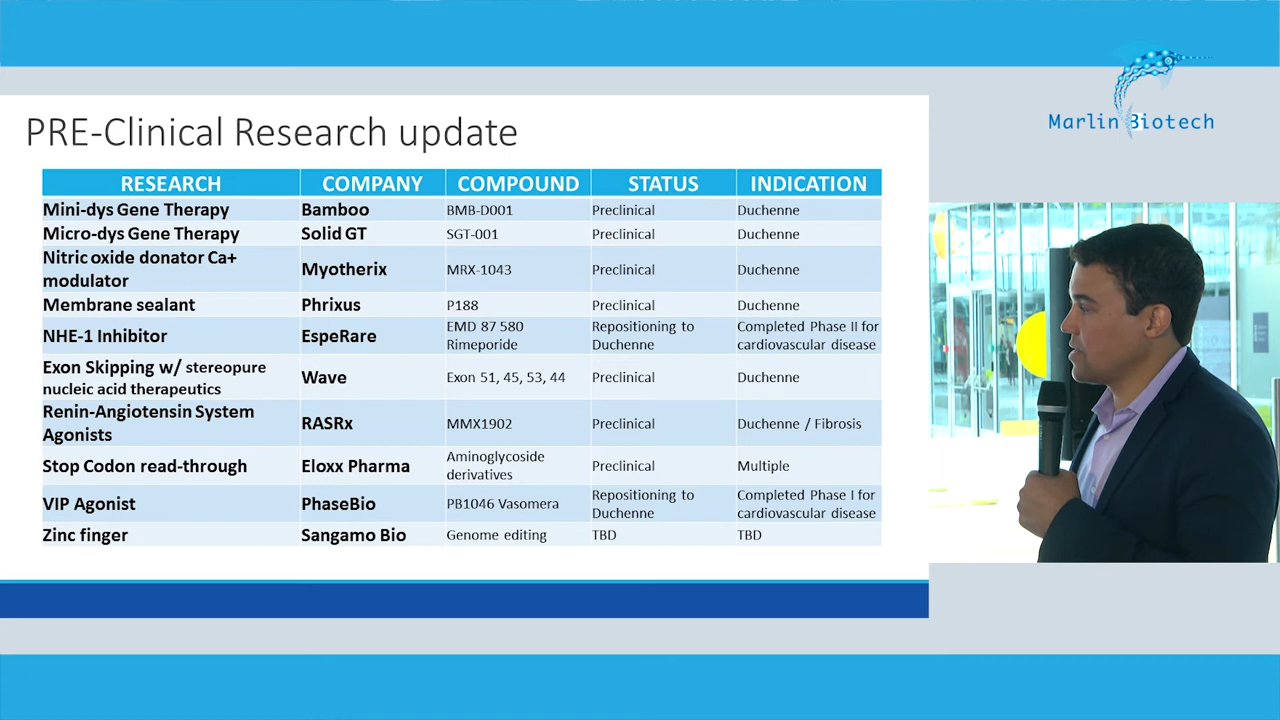 Marlin Biotech
PRE-Clinical Research update
RESEARCH COMPANY COMPOUND STATUS INDICATION
Mini-dys Gene Therapy Bamboo BMB-D001 Preclinical Duchenne
Micro-dys Gene Therapy Solid GT SGT-001 Preclinical Duchenne
Nitric oxide donator Ca+
modulator Myotherix MRX-1043 Preclinical Duchenne
Membrane sealant Phrixus P188 Preclinical Duchenne
NHE-1 Inhibitor EspeRare EMD 87 580
Rimeporide Repositioning to
Duchenne Completed Phase II for
cardiovascular disease
Exon Skipping w/ stereopure
nucleic acid therapeutics Wave Exon 51, 45, 53, 44 Preclinical Duchenne
Renin-Angiotensin System
Agonists RASRx MMX1902 Preclinical Duchenne / Fibrosis
Stop Codon read-through Eloxx Pharma Aminoglycoside
derivatives Preclinical Multiple
VIP Agonist PhaseBio PB1046 Vasomera Repositioning to
Duchenne Completed Phase I for
cardiovascular disease
Zinc finger Sangamo Bio Genome editing TBD TBD